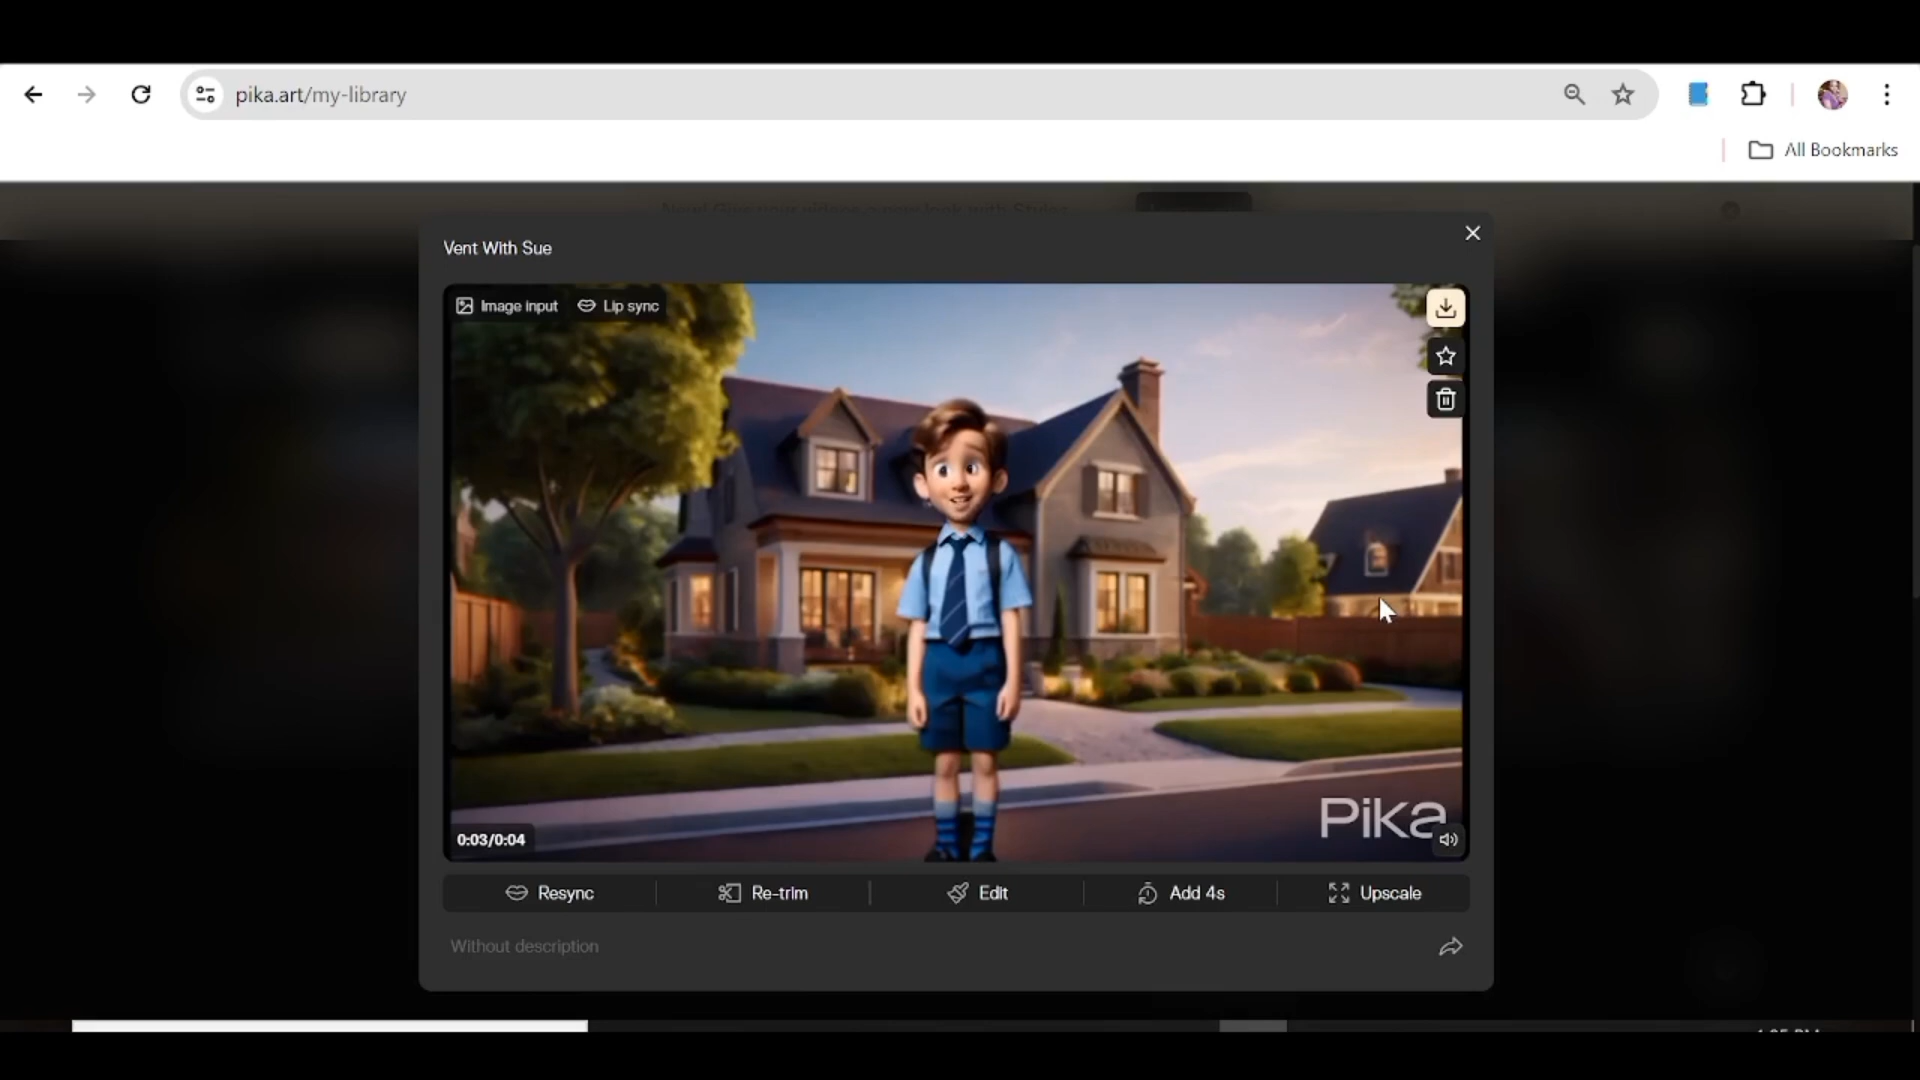 pika.art/my-library
All Bookmarks
Vent With Sue
Image input
Lip sync
Pika
0:03/0:04
Resync
Re-trim
Edit
Add 4s
Upscale
Without description